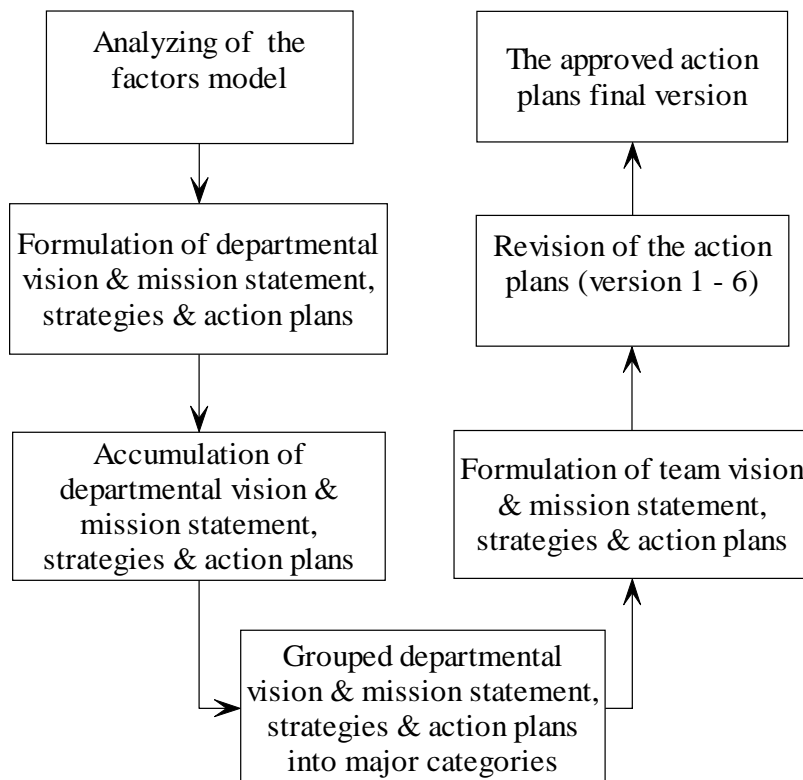 Analyzing of the
factors model
Formulation of departmental
vision & mission statement,
strategies & action plans
Accumulation of
departmental vision &
mission statement,
strategies & action plans
Grouped departmental
vision & mission statement,
strategies & action plans
into major categories
Formulation of team vision
& mission statement,
strategies & action plans
Revision of the action
plans (version 1 - 6)
The approved action
plans final version